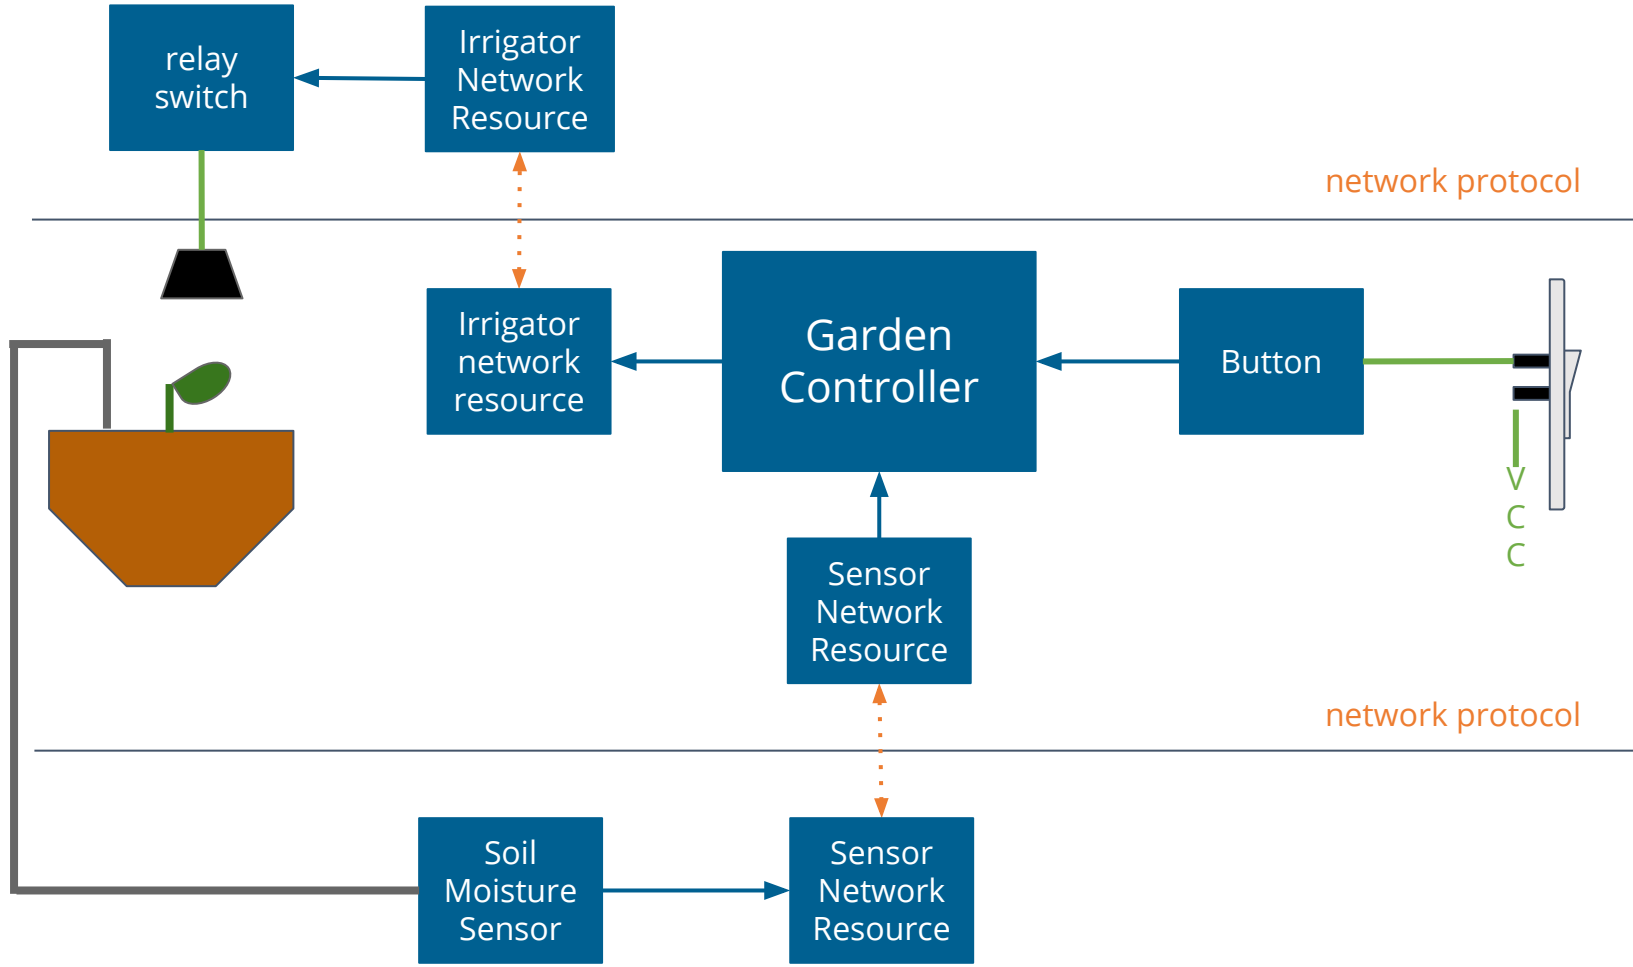 relay
switch
Irrigator
Network
Resource
network protocol
Irrigator
network
resource
Garden
Controller
Button
V
C
C
Sensor
Network
Resource
network protocol
Soil
Moisture
Sensor
Sensor
Network
Resource